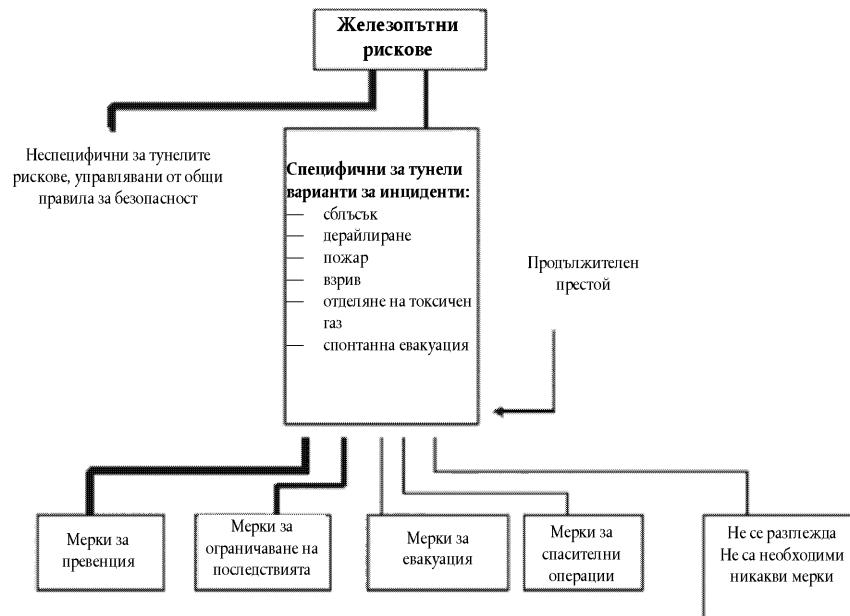 Железопътни
рискове
Неспецифични за тунелите
рискове, управлявани от общи
правила за безопасност
Специфични за тунели
варианти за инциденти:
— сблъсък
— дерайлиране
— пожар
— взрив
— отделяне на токсичен
газ
— спонтанна евакуация
Продължителен
престой
Мерки за
превенция
Мерки за
ограничаване на
последствията
Мерки за
евакуация
Мерки за
спасителни
операции
Не се разглежда
Не са необходими
никакви мерки